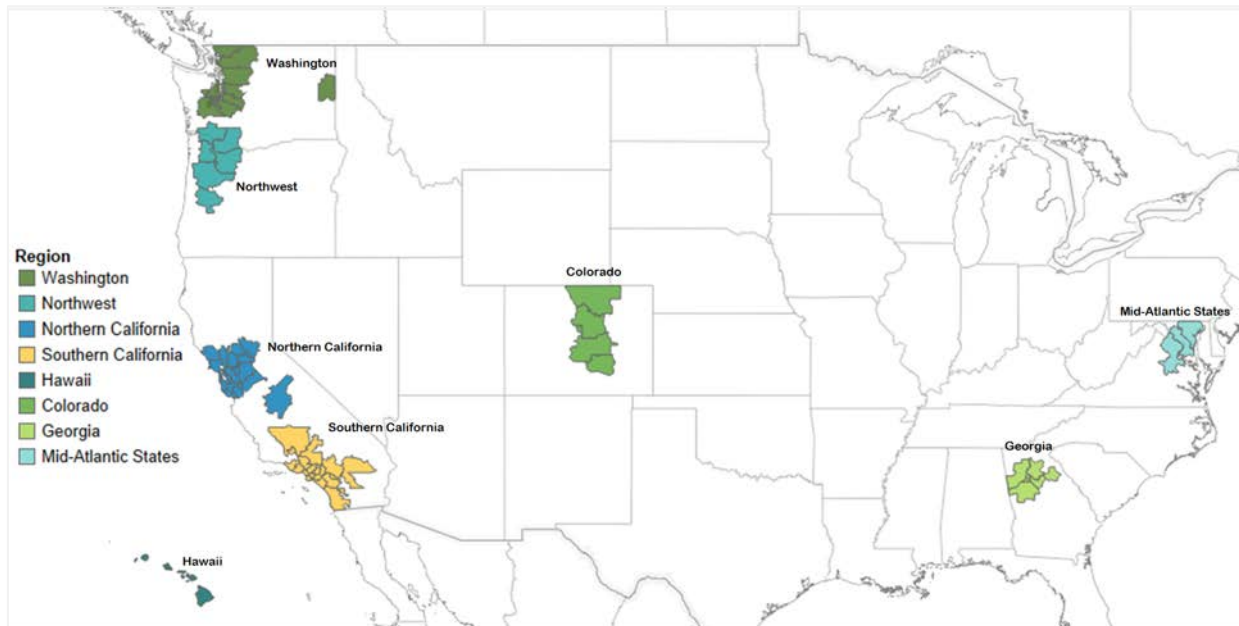 Washington
Northwest
Region
Washington
Northwest
Northern California
Southern California
Hawaii
Colorado
Georgia
Mid-Atlantic States
Colorado
Mid-Atlantic States
Northern California
Southern California
Georgia
Hawaii